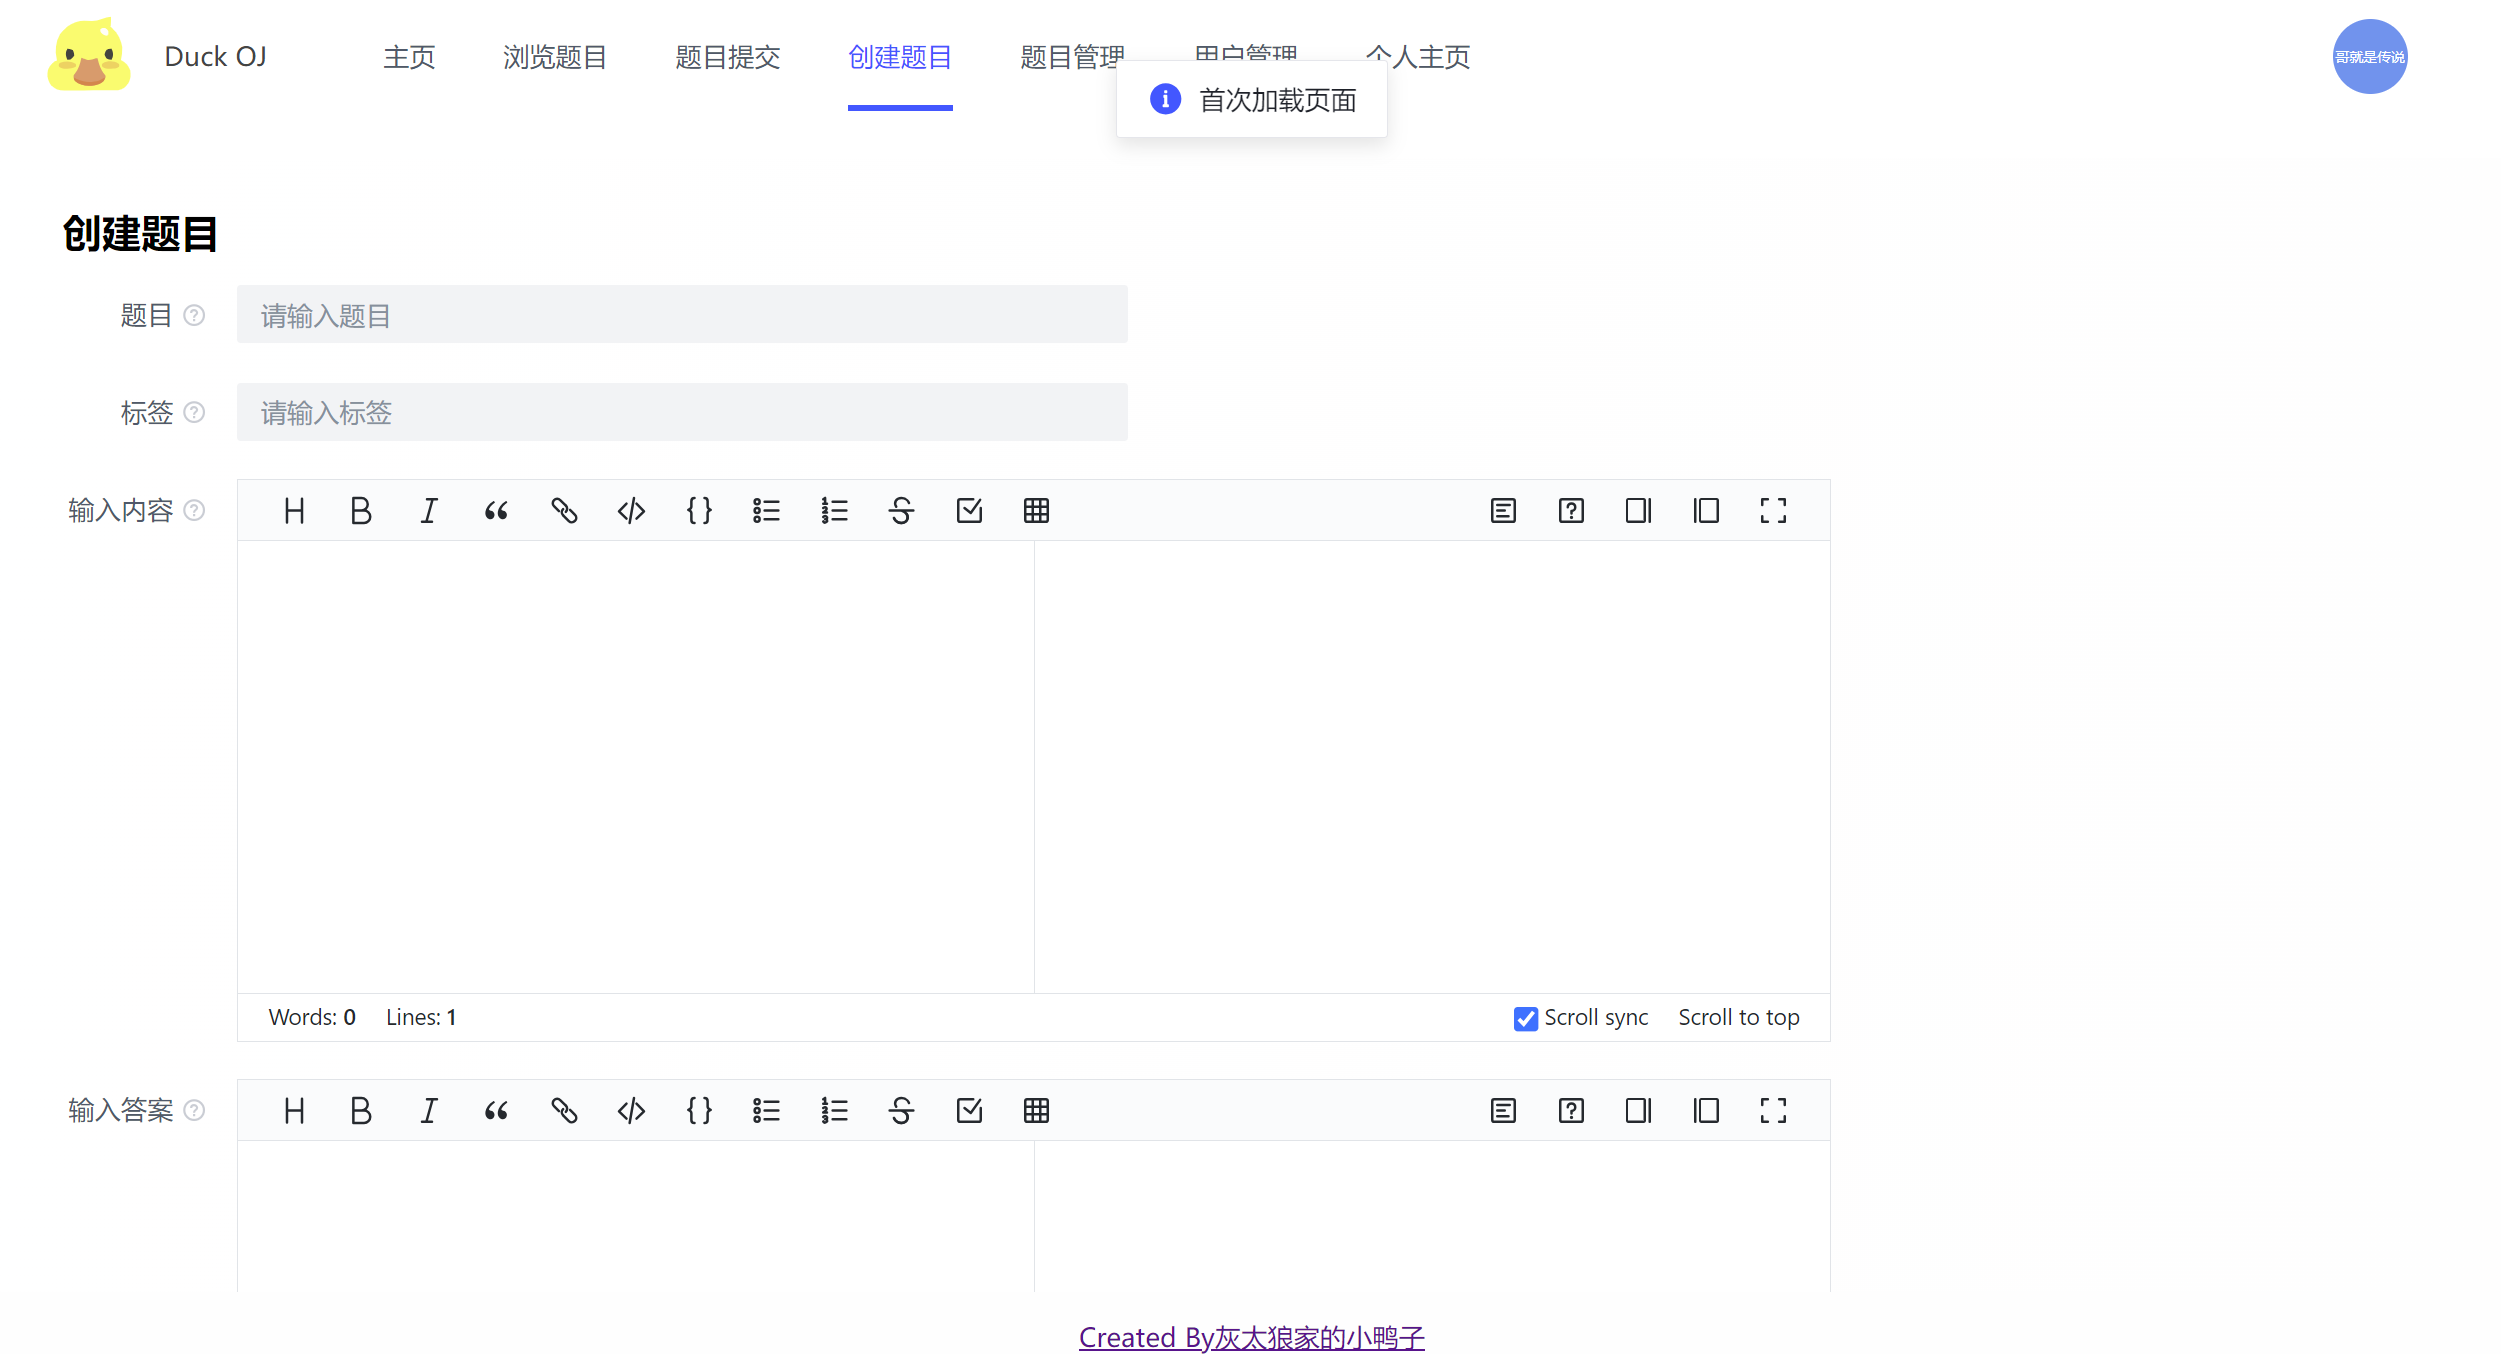 Duck OJ 主页 浏览题目 题目提交 创建题目 题目管理 用户管理 个人主页 哥就是传说
首次加载页面
创建题目
题目 请输入题目
标签 请输入标签
输入内容
Words: 0 Lines: 1 Scroll sync Scroll to top
输入答案
Created By灰太狼家的小鸭子